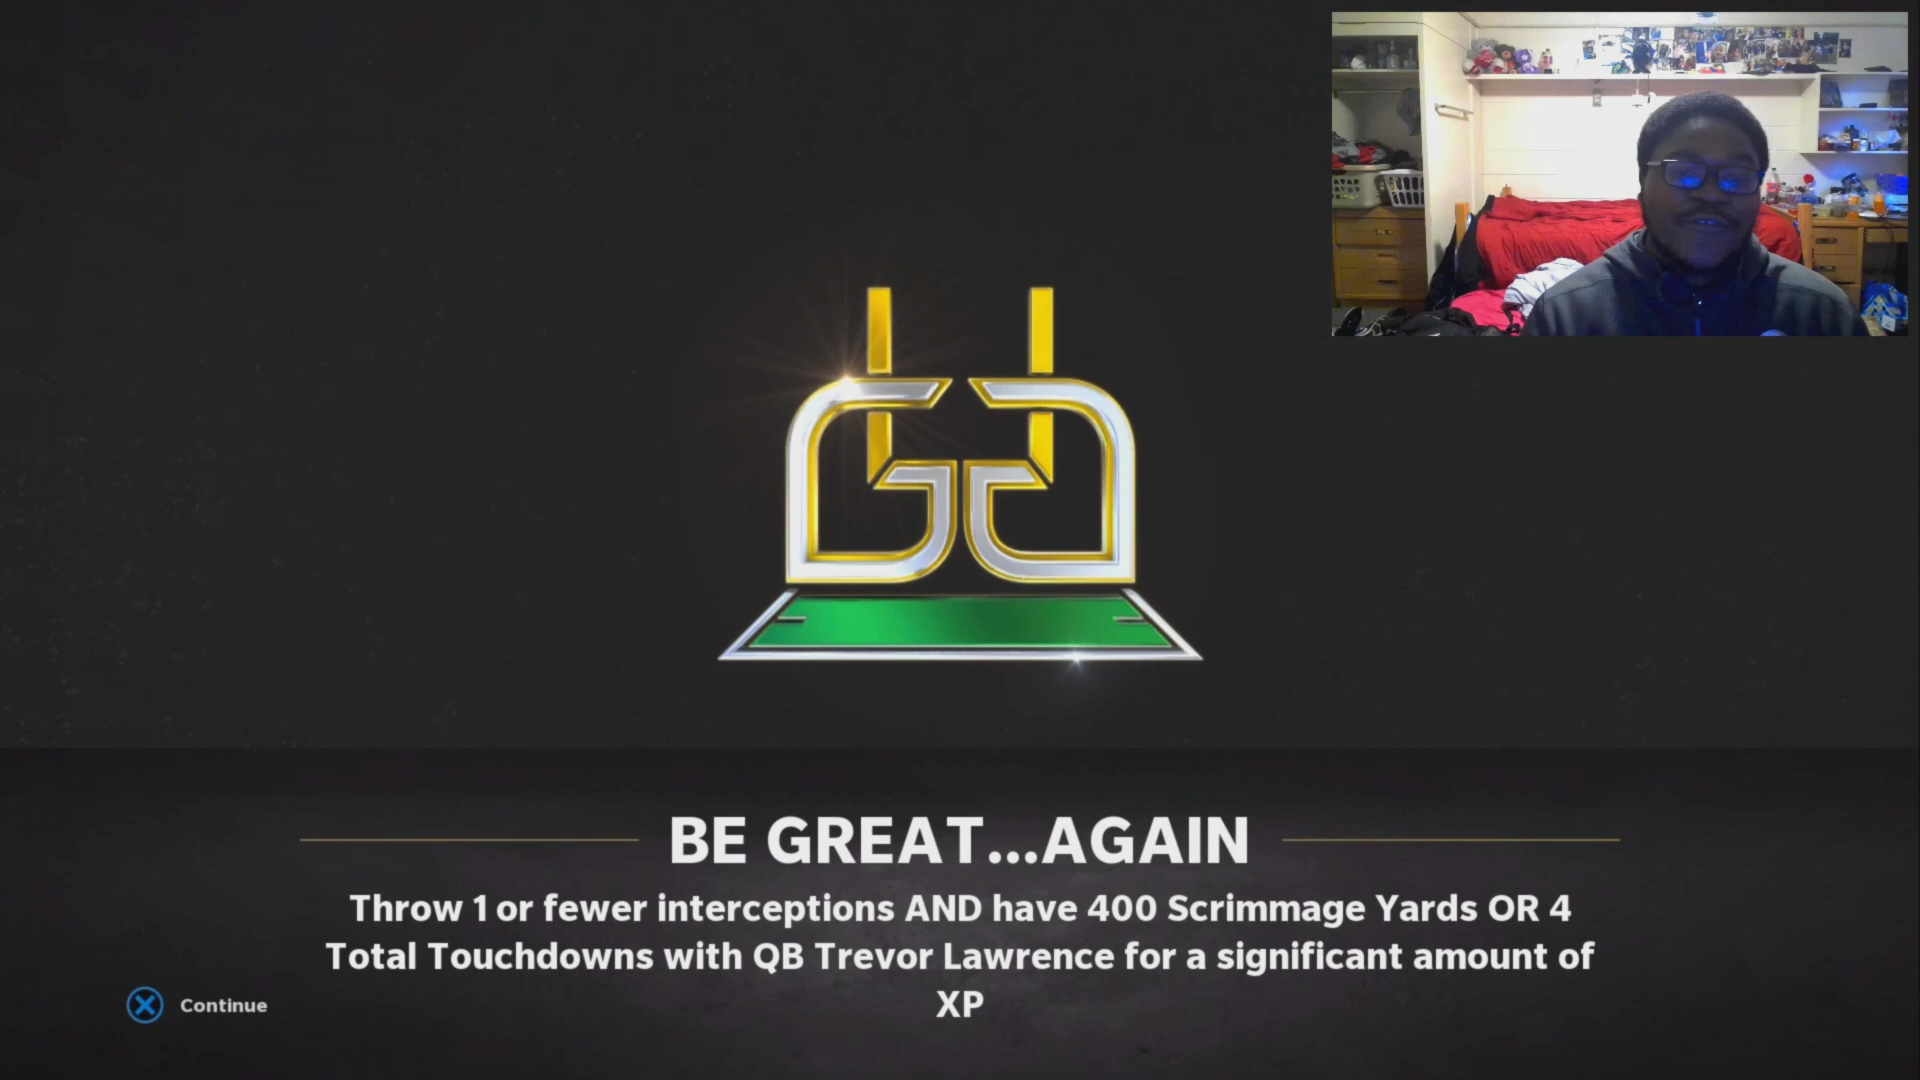 BE GREAT...AGAIN
Throw 1 or fewer interceptions AND have 400 Scrimmage Yards OR 4
Total Touchdowns with QB Trevor Lawrence for a significant amount of
XP
Continue